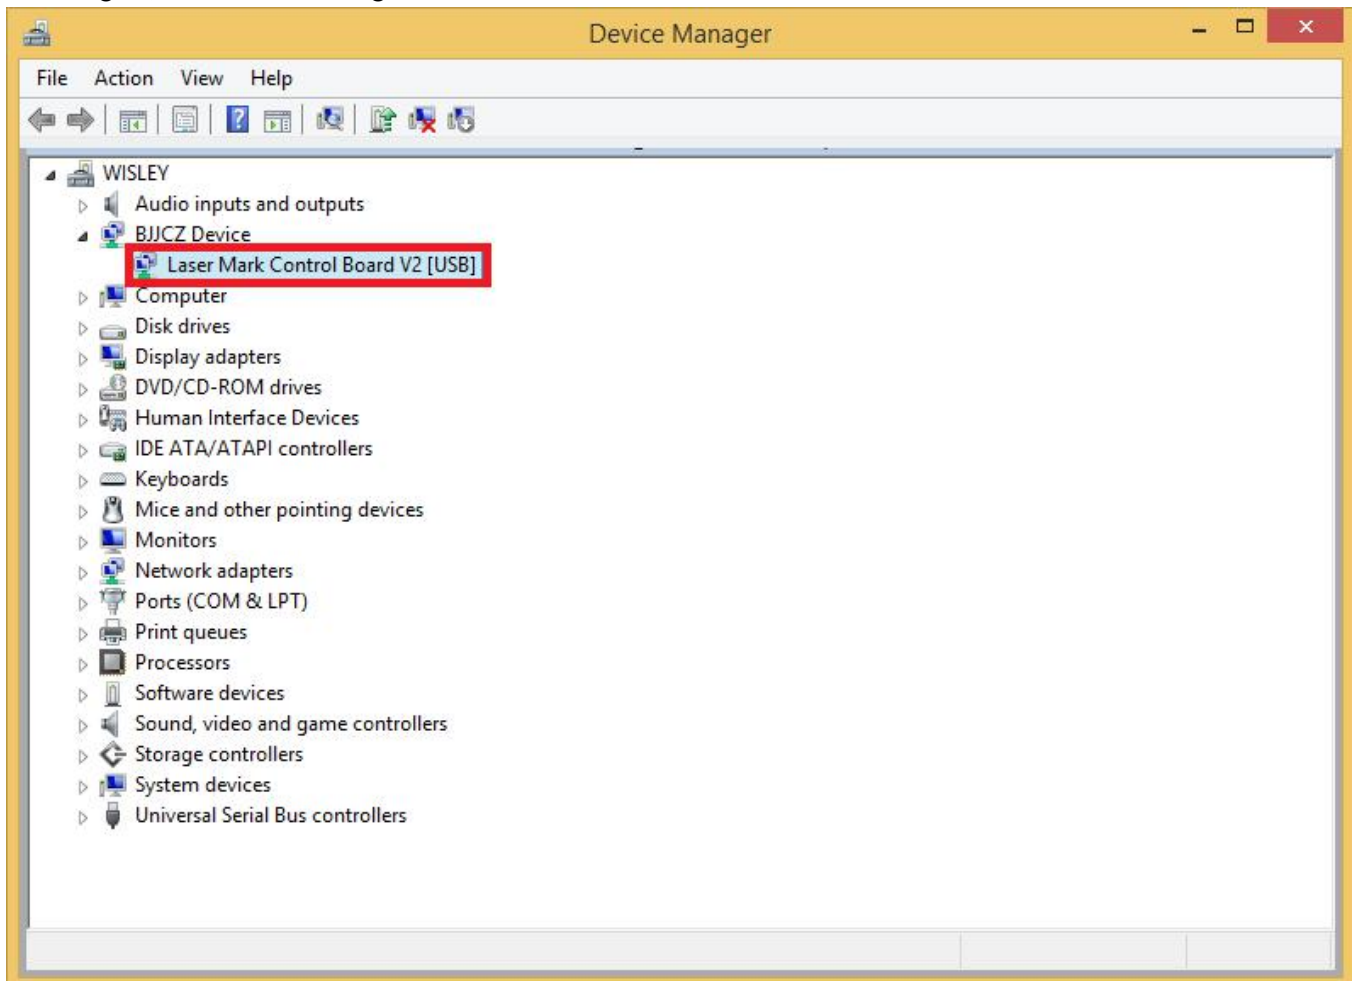 Device Manager
File Action View Help
WISLEY
Audio inputs and outputs
BJJCZ Device
Laser Mark Control Board V2 [USB]
Computer
Disk drives
Display adapters
DVD/CD-ROM drives
Human Interface Devices
IDE ATA/ATAPI controllers
Keyboards
Mice and other pointing devices
Monitors
Network adapters
Ports (COM & LPT)
Print queues
Processors
Software devices
Sound, video and game controllers
Storage controllers
System devices
Universal Serial Bus controllers